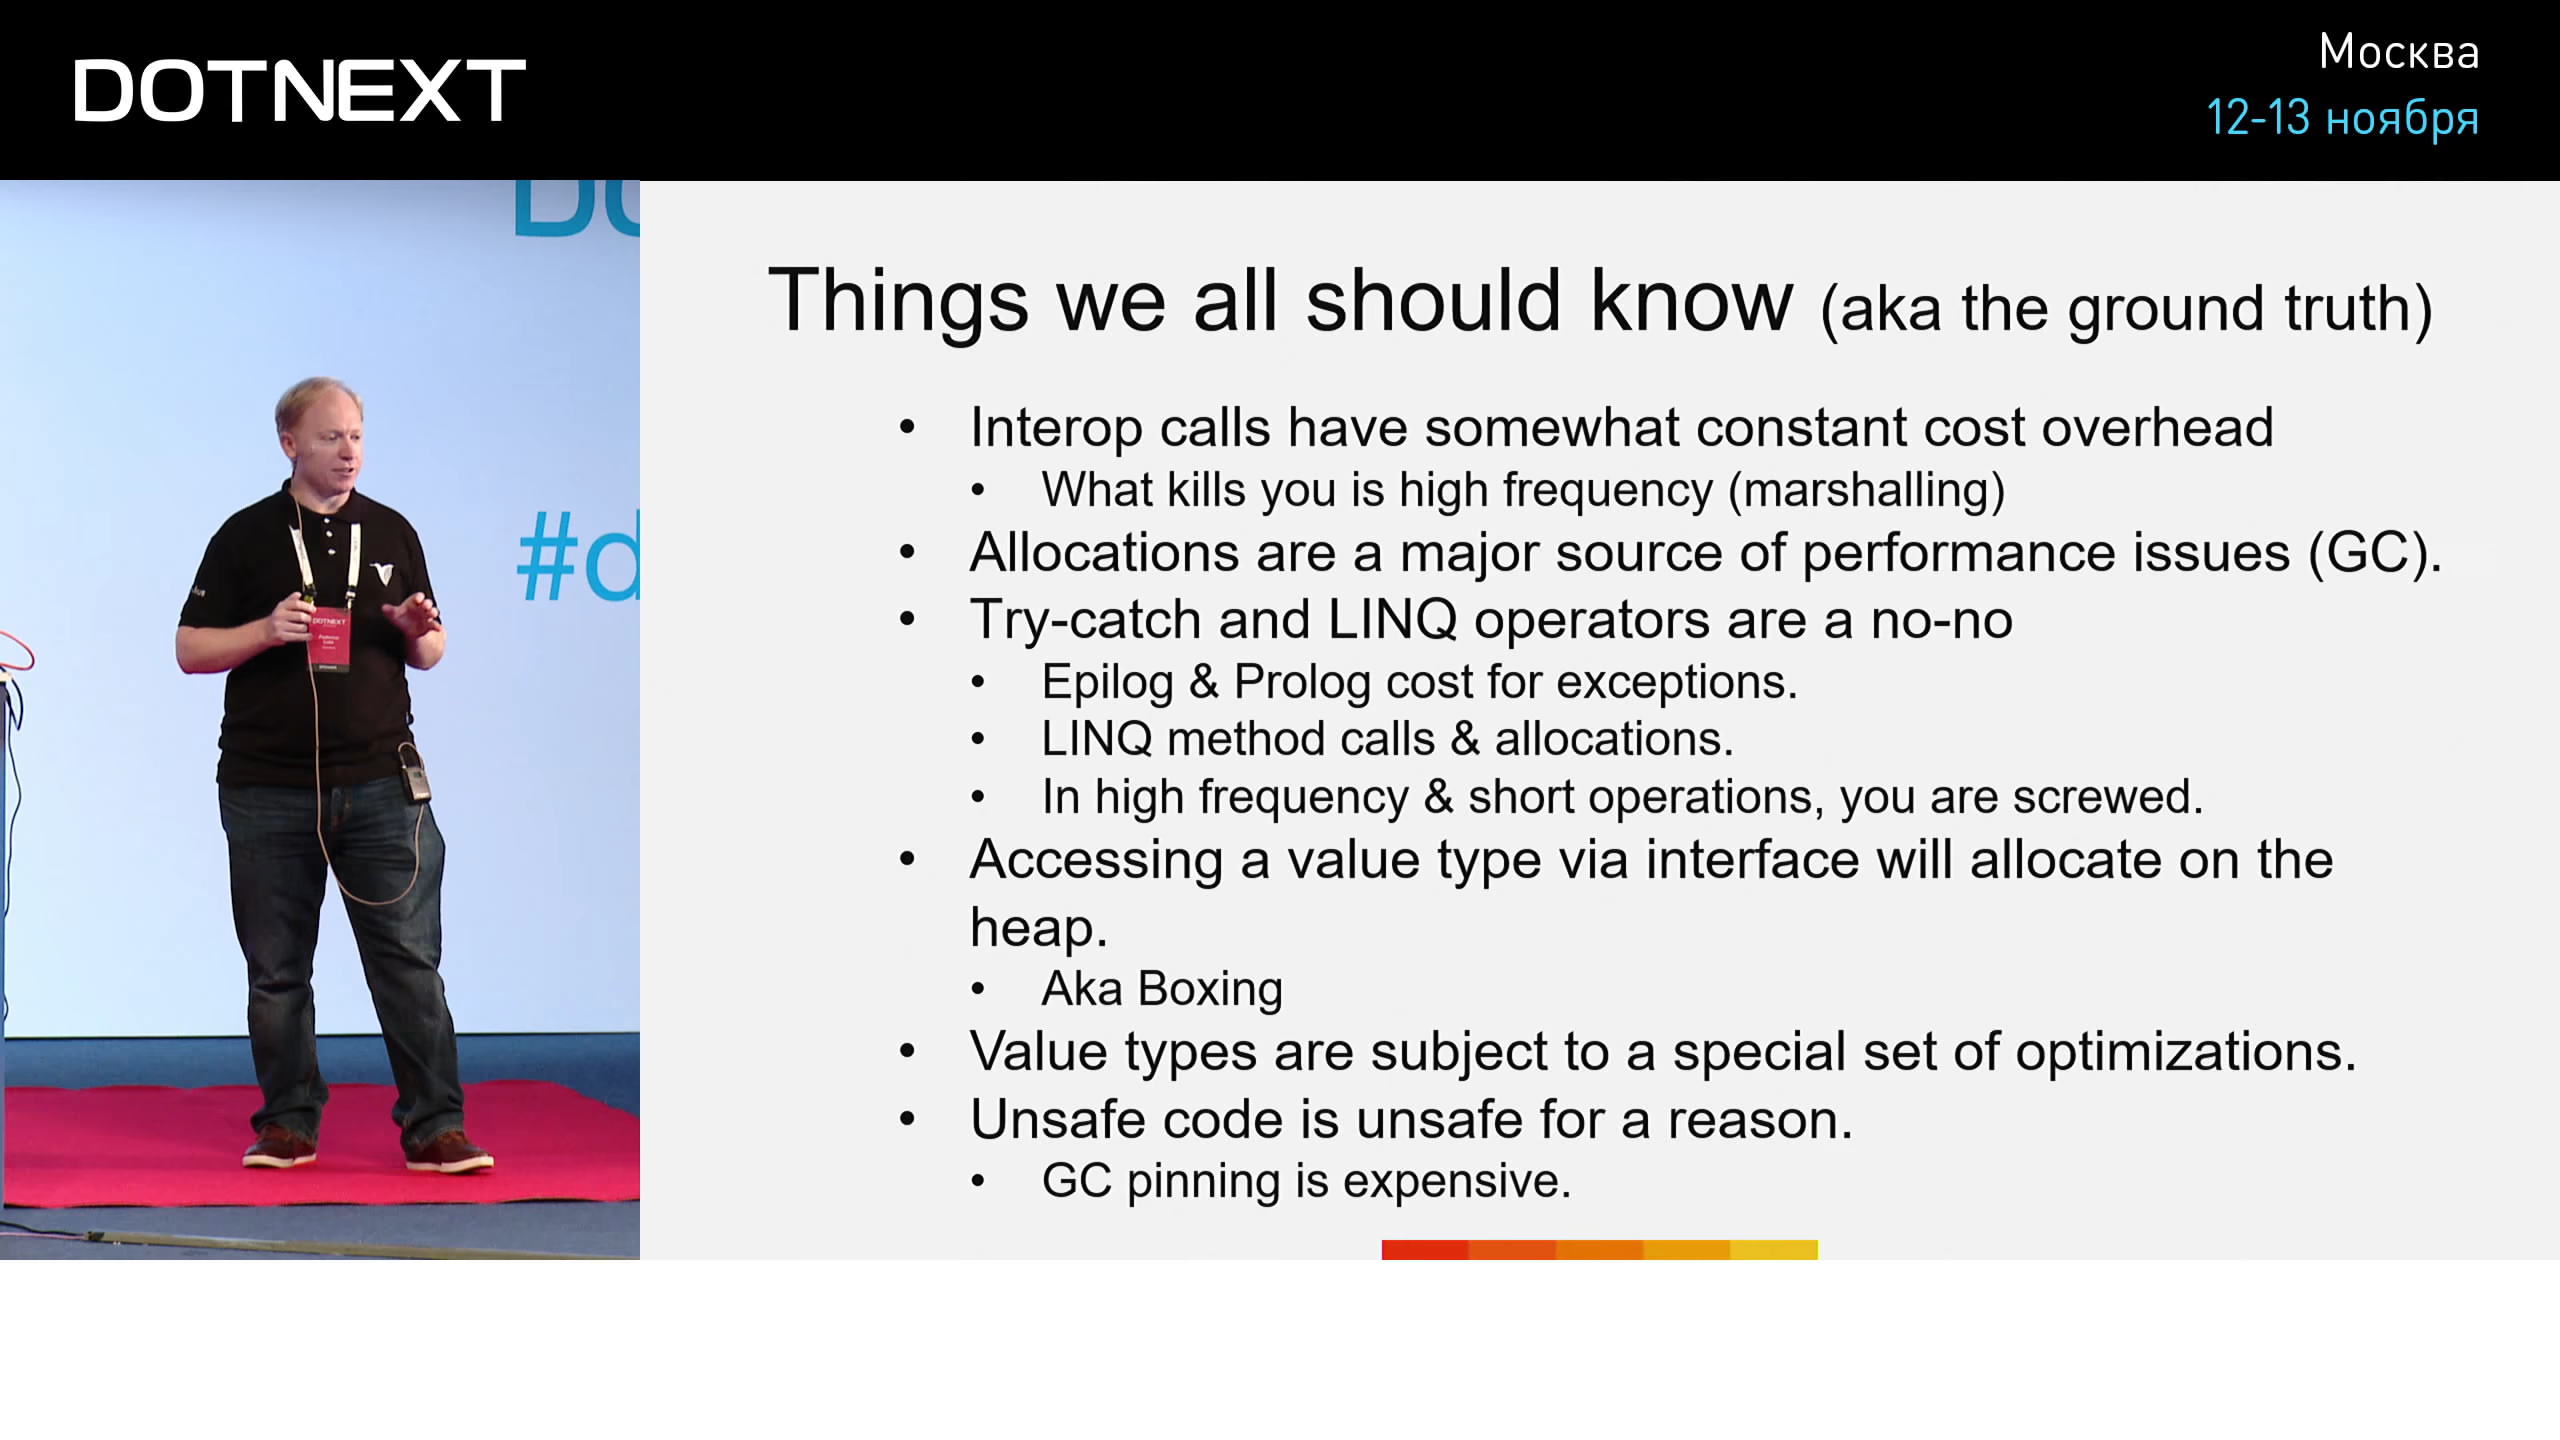 DOTNEXT
Москва
12-13 ноября
#d
DOTNEXT
Things we all should know (aka the ground truth)
• Interop calls have somewhat constant cost overhead
• What kills you is high frequency (marshalling)
• Allocations are a major source of performance issues (GC).
• Try-catch and LINQ operators are a no-no
• Epilog & Prolog cost for exceptions.
• LINQ method calls & allocations.
• In high frequency & short operations, you are screwed.
• Accessing a value type via interface will allocate on the
heap.
• Aka Boxing
• Value types are subject to a special set of optimizations.
• Unsafe code is unsafe for a reason.
• GC pinning is expensive.